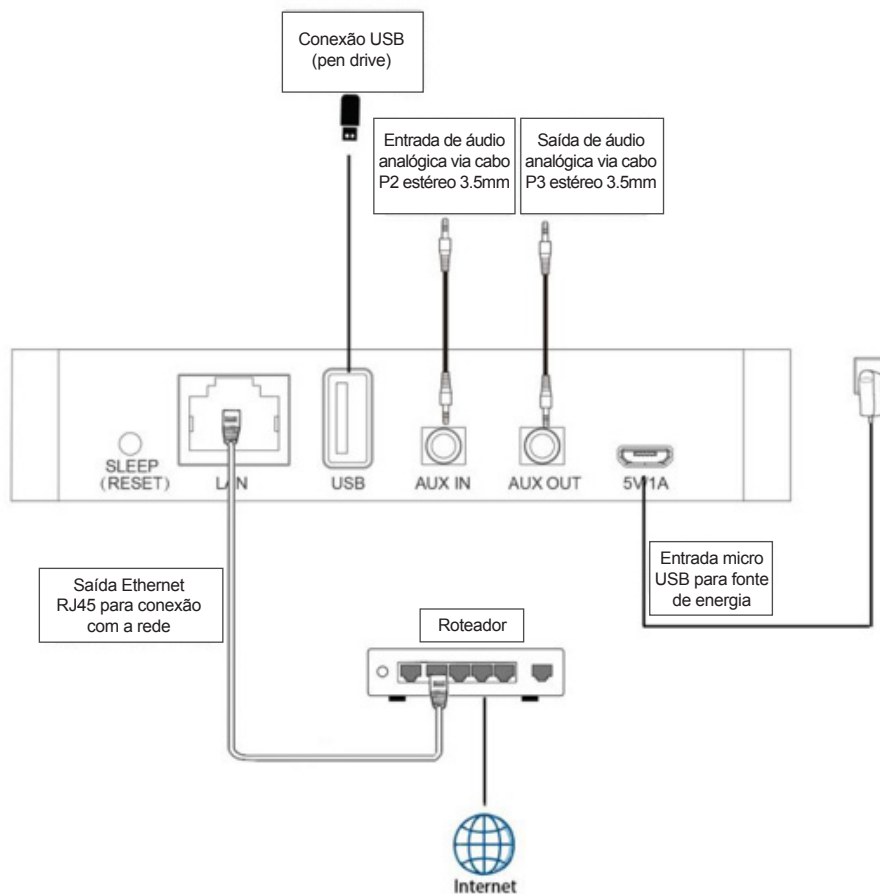 Conexão USB
(pen drive)
Entrada de áudio
analógica via cabo
P2 estéreo 3.5mm
Saída de áudio
analógica via cabo
P3 estéreo 3.5mm
SLEEP
(RESET)
LAN
USB
AUX IN
AUX OUT
5V/1A
Saída Ethernet
RJ45 para conexão
com a rede
Roteador
Entrada micro
USB para fonte
de energia
Internet